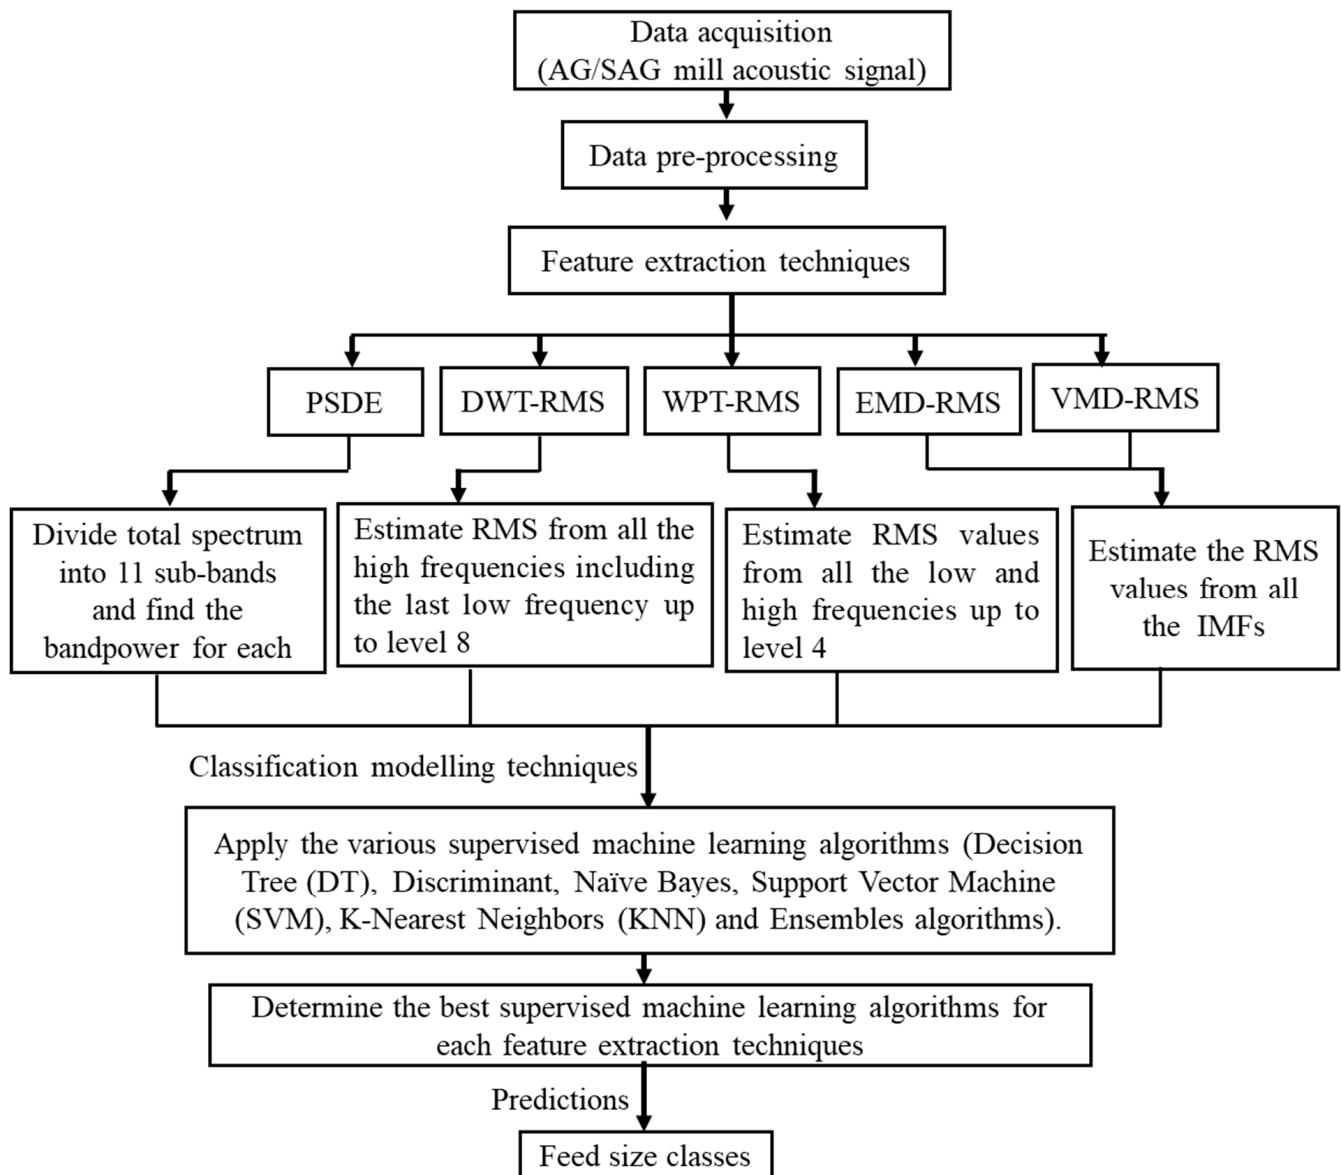 Data acquisition
(AG/SAG mill acoustic signal)
Data pre-processing
Feature extraction techniques
PSDE
DWT-RMS
WPT-RMS
EMD-RMS
VMD-RMS
Divide total spectrum
into 11 sub-bands
and find the
bandpower for each
Estimate RMS from all the
high frequencies including
the last low frequency up
to level 8
Estimate RMS values
from all the low and
high frequencies up to
level 4
Estimate the RMS
values from all
the IMFs
Classification modelling techniques
Apply the various supervised machine learning algorithms (Decision
Tree (DT), Discriminant, Naïve Bayes, Support Vector Machine
(SVM), K-Nearest Neighbors (KNN) and Ensembles algorithms).
Determine the best supervised machine learning algorithms for
each feature extraction techniques
Predictions
Feed size classes